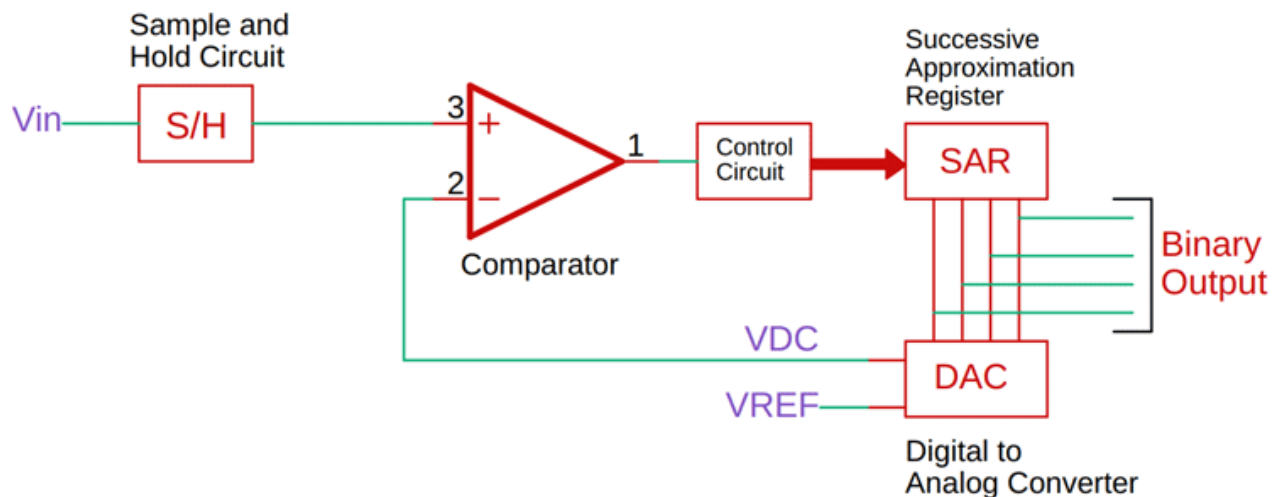 Sample and
Hold Circuit
Vin
S/H
3
+
2
−
1
Comparator
Control
Circuit
Successive
Approximation
Register
SAR
Binary
Output
VDC
VREF
DAC
Digital to
Analog Converter